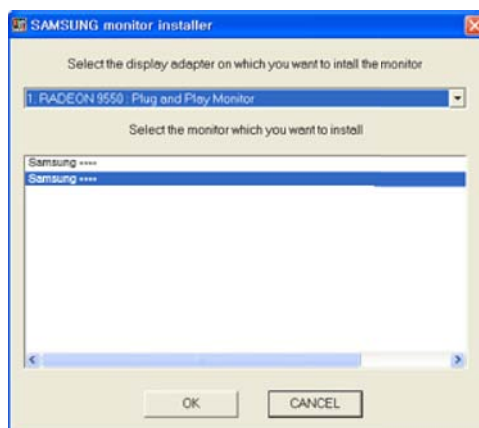 SAMSUNG monitor installer
Select the display adapter on which you want to intall the monitor
1: RADEON 9550 : Plug and Play Monitor
Select the monitor which you want to install
Samsung ****
Samsung ****
OK
CANCEL